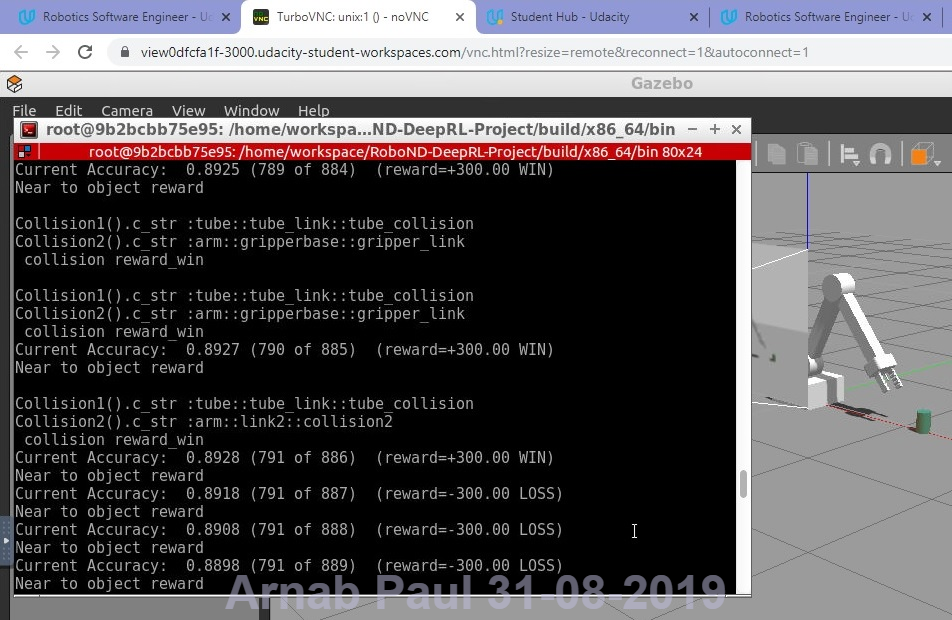 Robotics Software Engineer - Uc
TurboVNC: unix:1 () - noVNC
Student Hub - Udacity
Robotics Software Engineer - Uc
view0dfcfa1f-3000.udacity-student-workspaces.com/vnc.html?resize=remote&reconnect=1&autoconnect=1
Gazebo
File Edit Camera View Window Help
root@9b2bcbb75e95: /home/workspa...ND-DeepRL-Project/build/x86_64/bin
root@9b2bcbb75e95: /home/workspace/RoboND-DeepRL-Project/build/x86_64/bin 80x24
Current Accuracy:  0.8925 (789 of 884)  (reward=+300.00 WIN)
Near to object reward
Collision1().c_str :tube::tube_link::tube_collision
Collision2().c_str :arm::gripperbase::gripper_link
collision reward_win
Collision1().c_str :tube::tube_link::tube_collision
Collision2().c_str :arm::gripperbase::gripper_link
collision reward_win
Current Accuracy:  0.8927 (790 of 885)  (reward=+300.00 WIN)
Near to object reward
Collision1().c_str :tube::tube_link::tube_collision
Collision2().c_str :arm::link2::collision2
collision reward_win
Current Accuracy:  0.8928 (791 of 886)  (reward=+300.00 WIN)
Near to object reward
Current Accuracy:  0.8918 (791 of 887)  (reward=-300.00 LOSS)
Near to object reward
Current Accuracy:  0.8908 (791 of 888)  (reward=-300.00 LOSS)
Near to object reward
Current Accuracy:  0.8898 (791 of 889)  (reward=-300.00 LOSS)
Near to object reward
Arnab Paul 31-08-2019